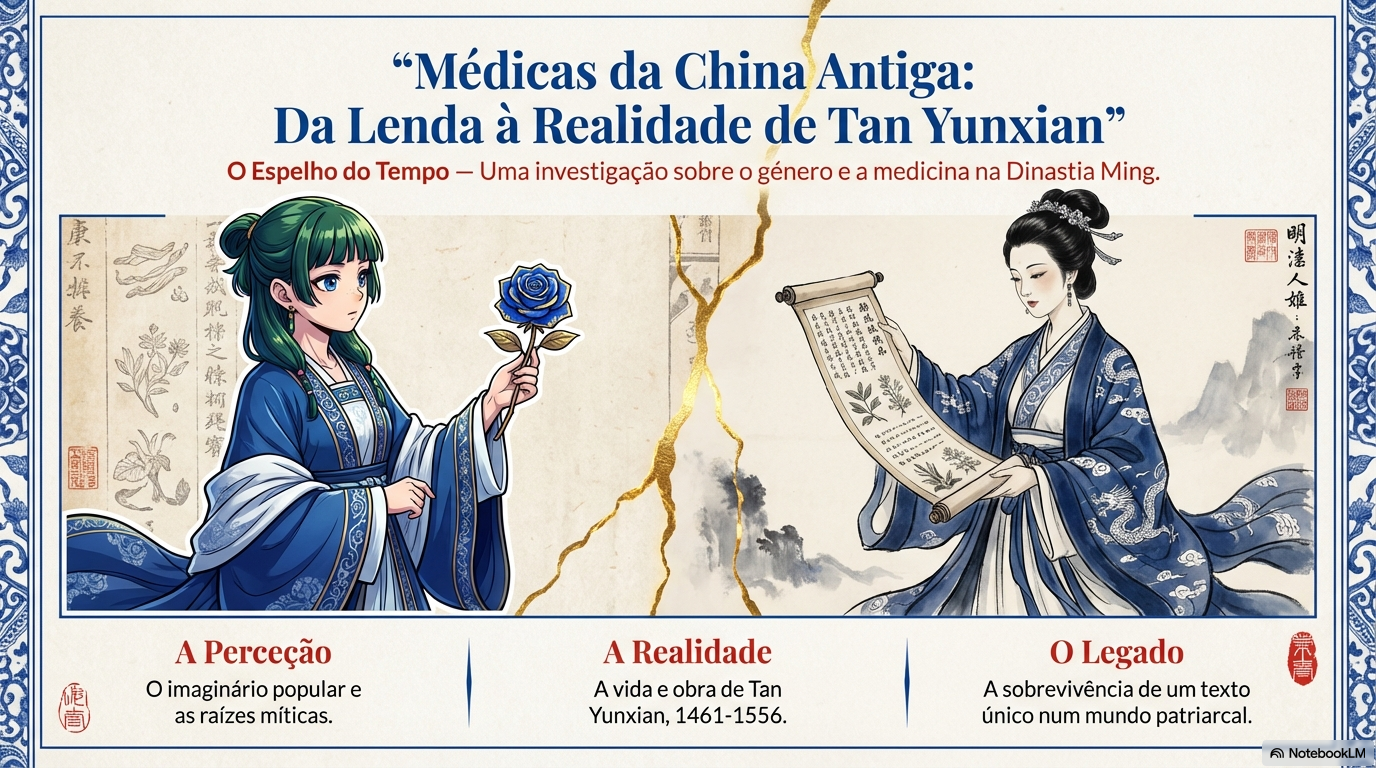 “Médicas da China Antiga:
Da Lenda à Realidade de Tan Yunxian”
O Espelho do Tempo — Uma investigação sobre o género e a medicina na Dinastia Ming.
A Perceção
O imaginário popular e
as raízes míticas.
A Realidade
A vida e obra de Tan
Yunxian, 1461-1556.
O Legado
A sobrevivência de um texto
único num mundo patriarcal.
NotebookLM